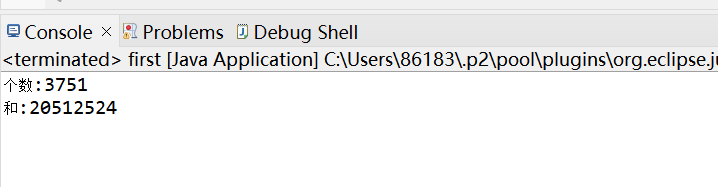 Console × Problems Debug Shell
<terminated> first [Java Application] C:\Users\86183\.p2\pool\plugins\org.eclipse.ju
个数:3751
和:20512524